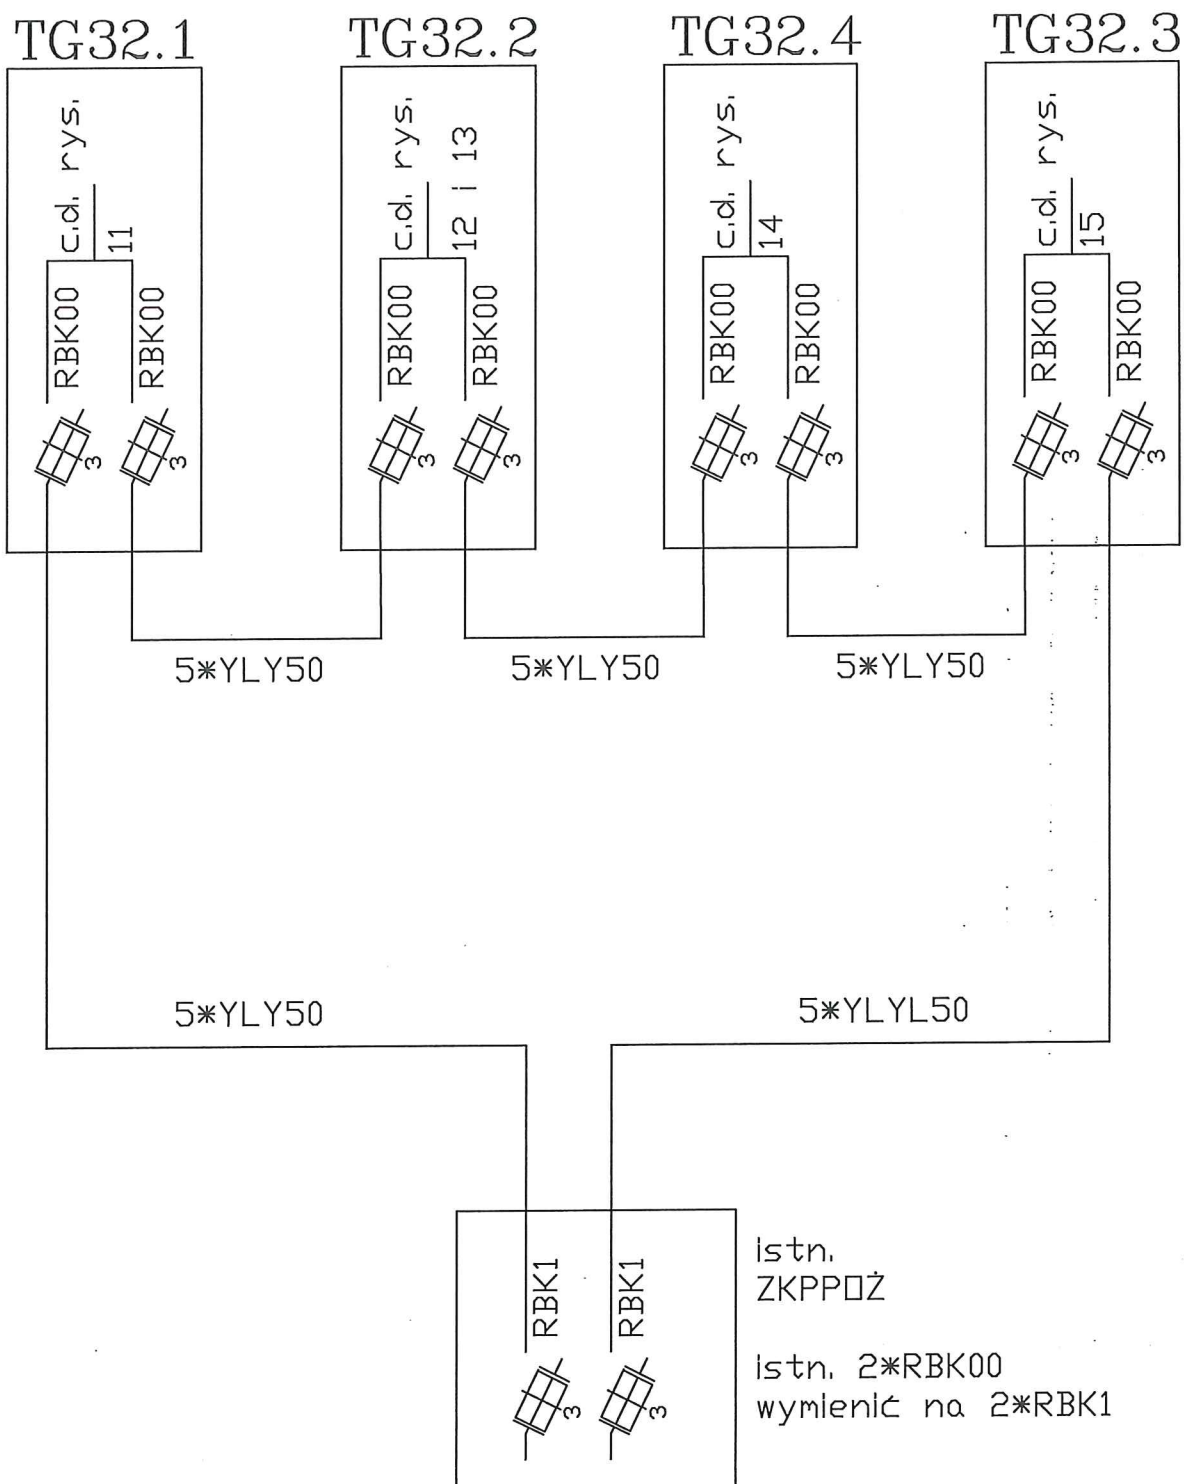 TG32.1
TG32.2
TG32.4
TG32.3
c.d. rys.
11
RBK00
RBK00
3
3
c.d. rys.
12 i 13
RBK00
RBK00
3
3
c.d. rys.
14
RBK00
RBK00
3
3
c.d. rys.
15
RBK00
RBK00
3
3
5*YLY50
5*YLY50
5*YLY50
5*YLY50
5*YLYL50
RBK1
RBK1
3
3
istn.
ZKPPOŻ
istn. 2*RBK00
wymienić na 2*RBK1